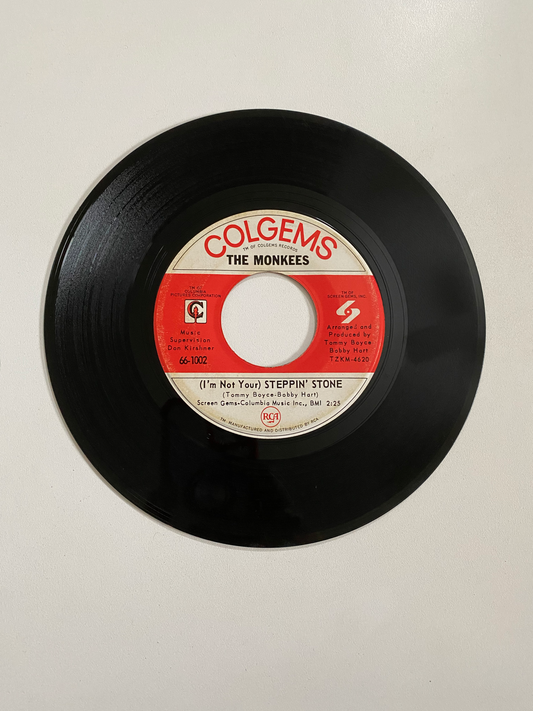 COLGEMS
TM OF COLGEMS RECORDS
THE MONKEES
TM OF
COLUMBIA
PICTURES CORPORATION
Music
Supervision
Don Kirshner
66-1002
TM OF
SCREEN GEMS, INC.
Arranged and
Produced by
Tommy Boyce
Bobby Hart
TZKM-4620
(I'm Not Your) STEPPIN' STONE
(Tommy Boyce-Bobby Hart)
Screen Gems-Columbia Music Inc., BMI 2:25
RCA
TM MANUFACTURED AND DISTRIBUTED BY RCA